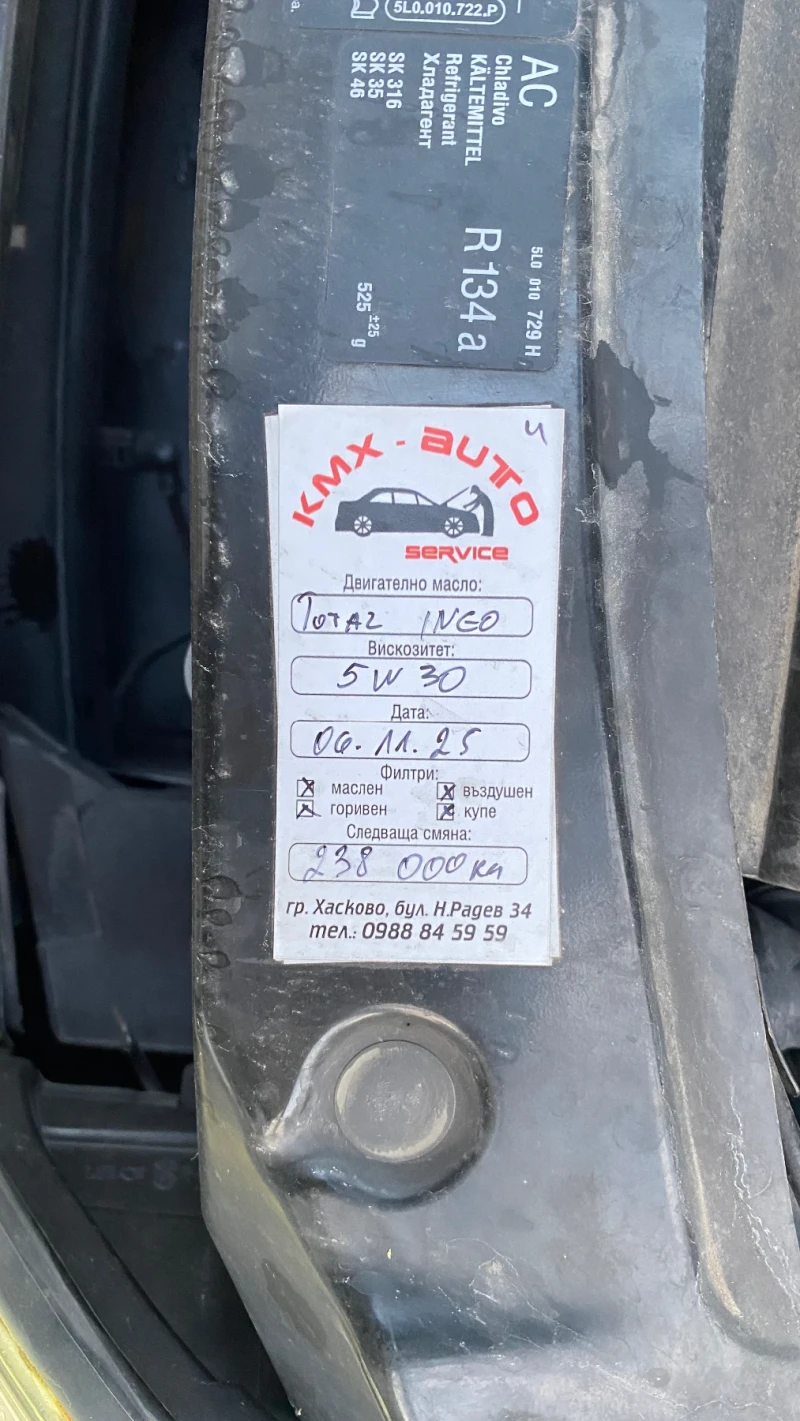 5L0.010.722.P
AC
Chladivo
KÄLTEMITTEL
Refrigerant
Хладагент
SK 316
SK 35
SK 46
R 134 a
525 ±25 g
5L0 010 729 H
KMX - AUTO
SERVICE
Двигателно масло:
TOTAL INEO
Вискозитет:
5W30
Дата:
06.11.25
Филтри:
маслен въздушен
горивен купе
Следваща смяна:
238 000км
гр. Хасково, бул. Н.Радев 34
тел.: 0988 84 59 59